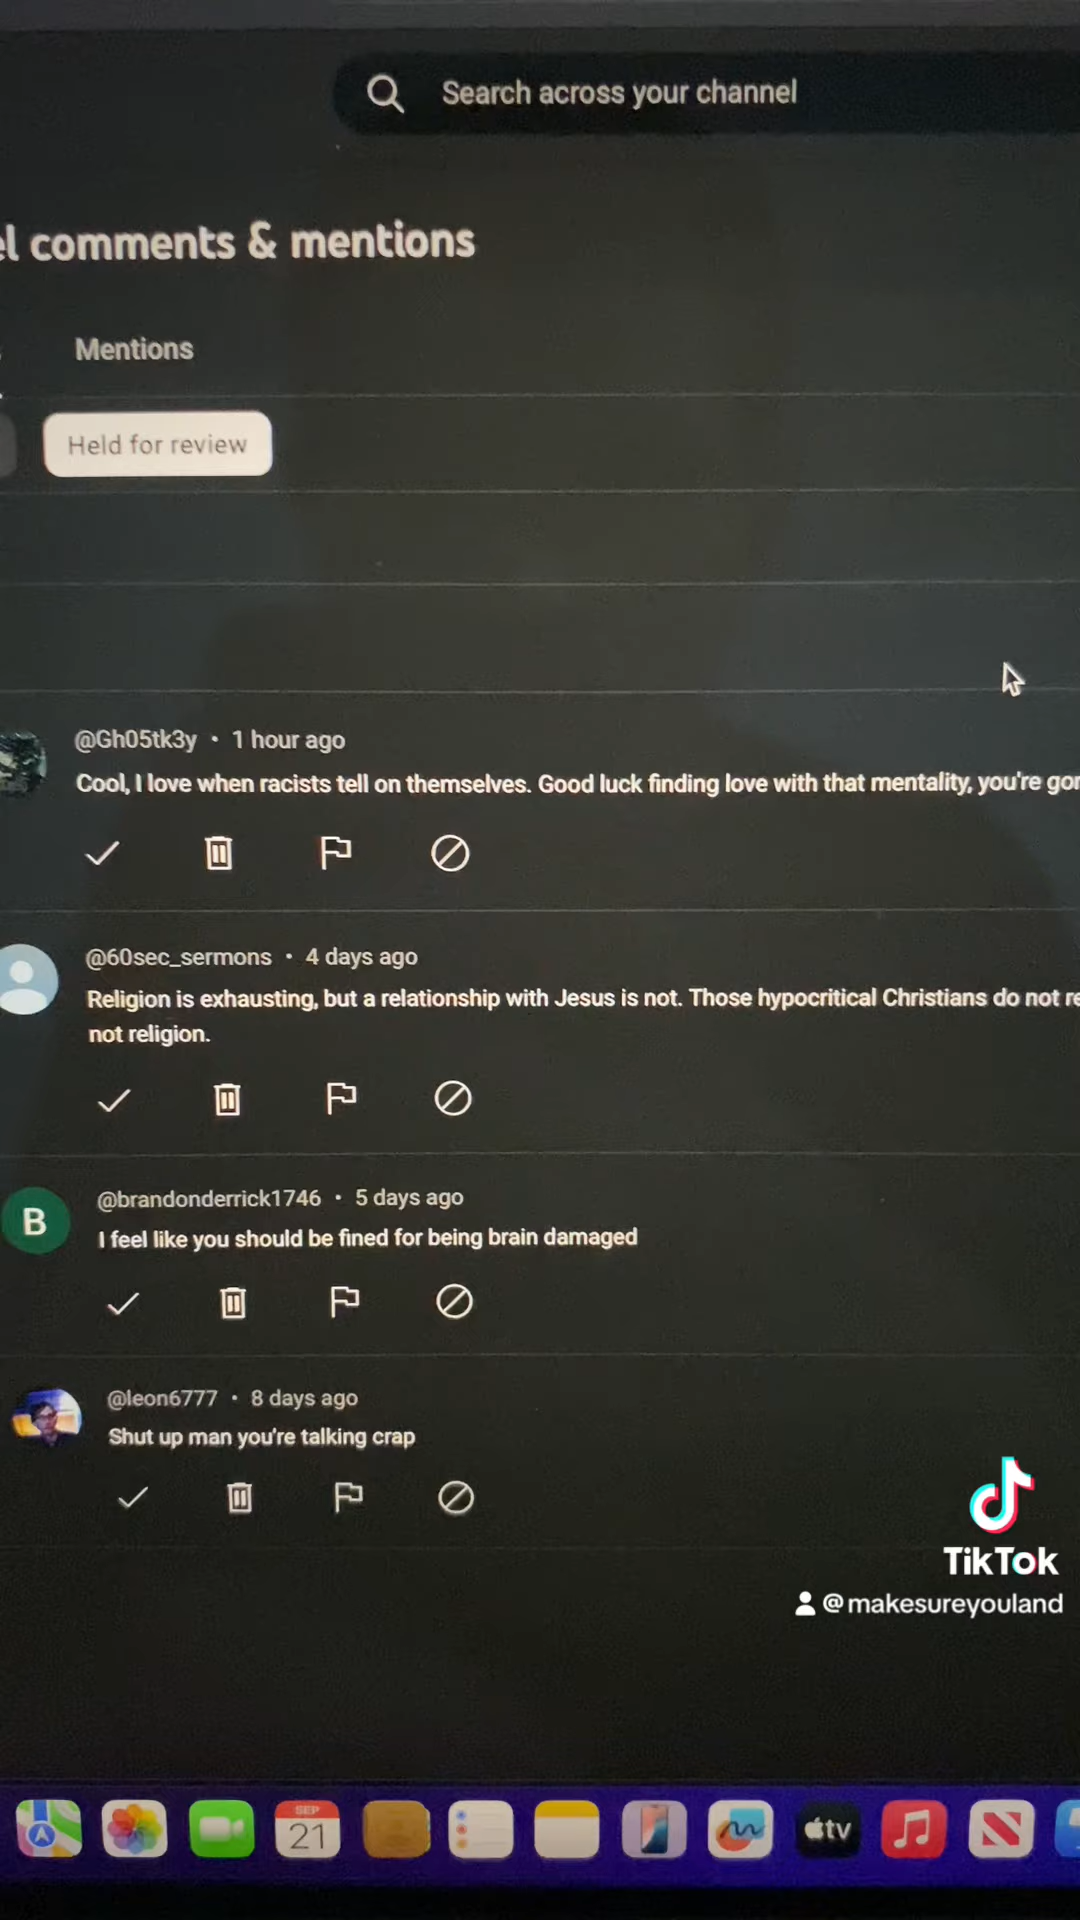 Search across your channel
l comments & mentions
Mentions
Held for review
@Gh05tk3y • 1 hour ago
Cool, I love when racists tell on themselves. Good luck finding love with that mentality, you're gor
@60sec_sermons • 4 days ago
Religion is exhausting, but a relationship with Jesus is not. Those hypocritical Christians do not re
not religion.
B
@brandonderrick1746 • 5 days ago
I feel like you should be fined for being brain damaged
@leon6777 • 8 days ago
Shut up man you're talking crap
TikTok
@makesureyouland
SEP
21
tv